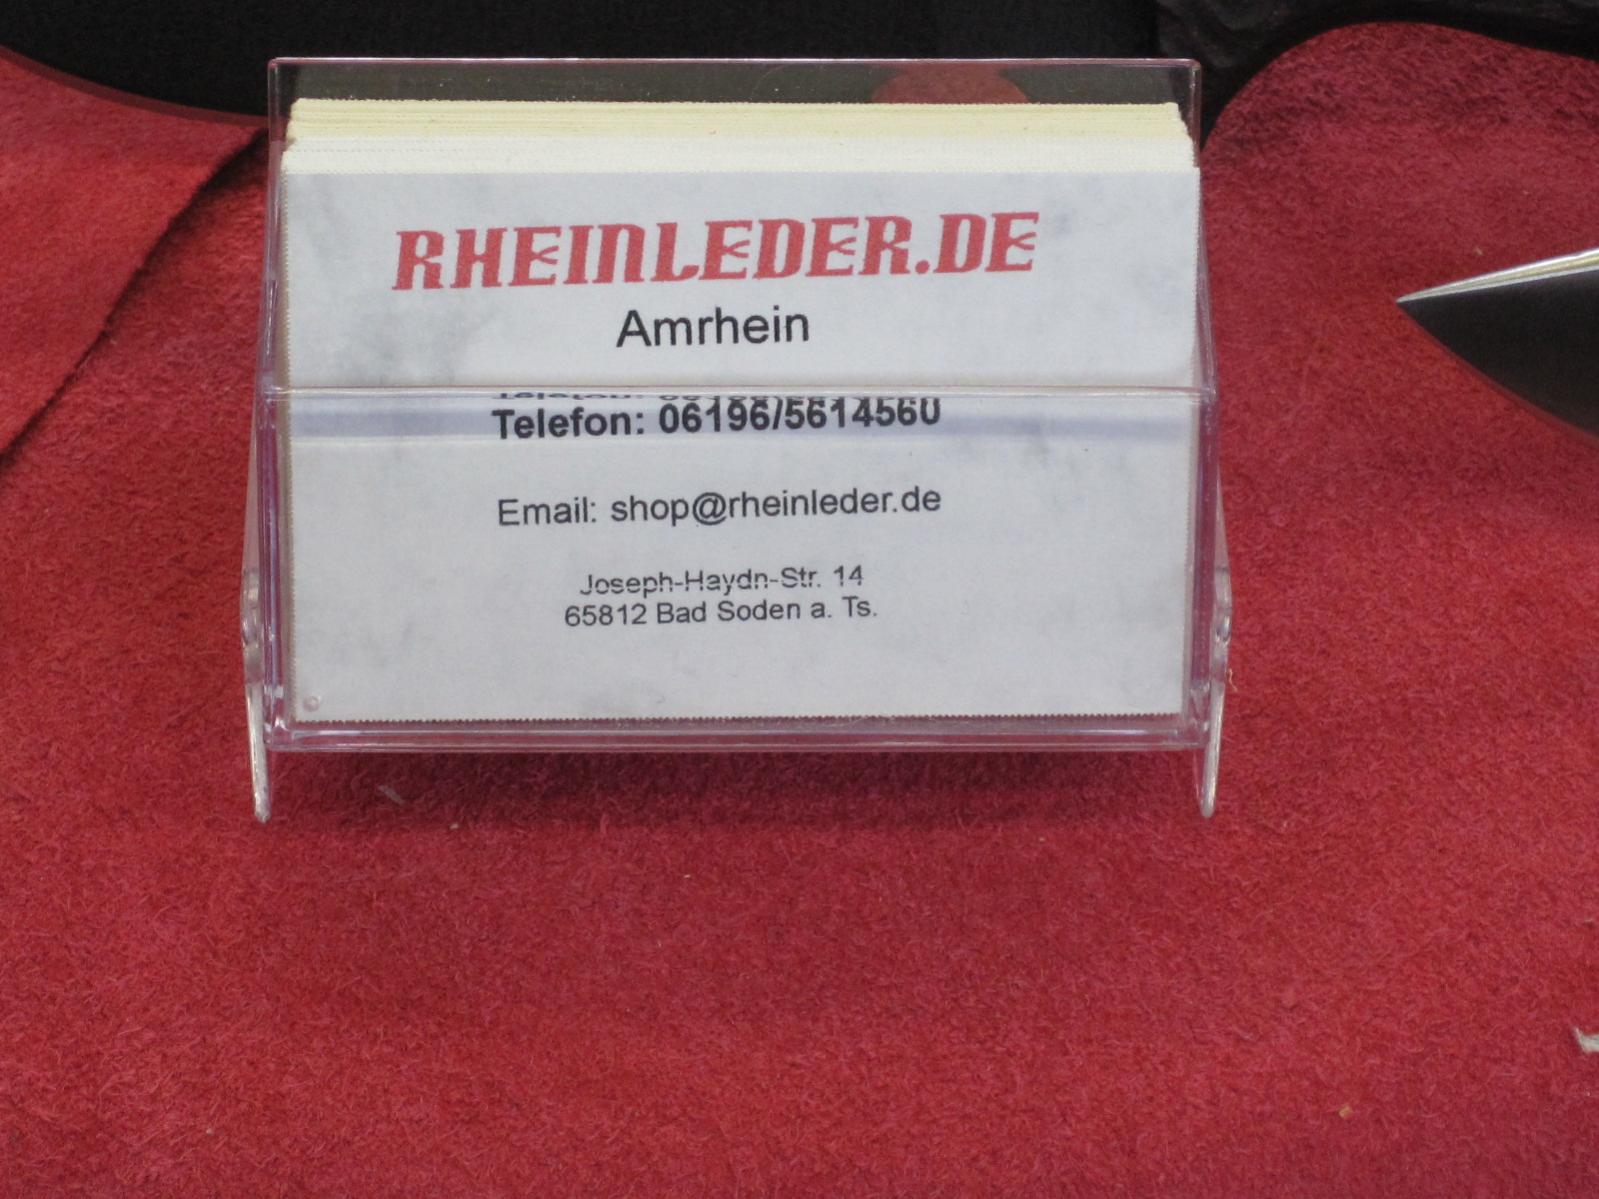 RHEINLEDER.DE
Amrhein
Telefon: 06196/5614560
Email: shop@rheinleder.de
Joseph-Haydn-Str. 14
65812 Bad Soden a. Ts.